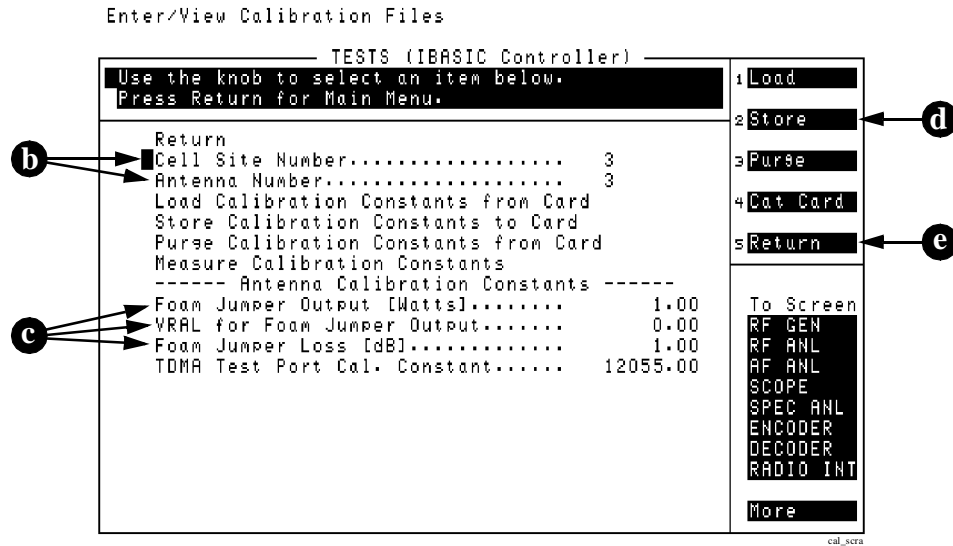 Enter/View Calibration Files
TESTS (IBASIC Controller)
Use the knob to select an item below.
Press Return for Main Menu.
Return
Cell Site Number.................. 3
Antenna Number.................... 3
Load Calibration Constants from Card
Store Calibration Constants to Card
Purge Calibration Constants from Card
Measure Calibration Constants
------ Antenna Calibration Constants ------
Foam Jumper Output [Watts]........ 1.00
VRAL for Foam Jumper Output....... 0.00
Foam Jumper Loss [dB]............. 1.00
TDMA Test Port Cal. Constant...... 12055.00
1 Load
2 Store
3 Purge
4 Cat Card
5 Return
To Screen
RF GEN
RF ANL
AF ANL
SCOPE
SPEC ANL
ENCODER
DECODER
RADIO INT
More
b
c
d
e
cal_scra